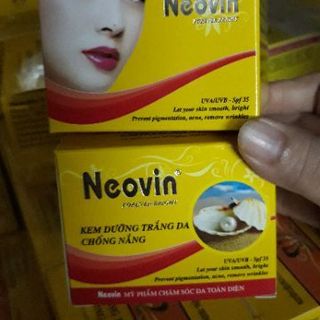 Neovin
UVA/UVB - Spf 35
Let your skin smooth, bright
Prevent pigmentation, acne, remove wrinkles
Neovin®
KEM DƯỠNG TRẮNG DA
CHỐNG NẮNG
UVA/UVB - Spf 35
Let your skin smooth, bright
Prevent pigmentation, acne, remove wrinkles
Neovin MỸ PHẨM CHĂM SÓC DA TOÀN DIỆN